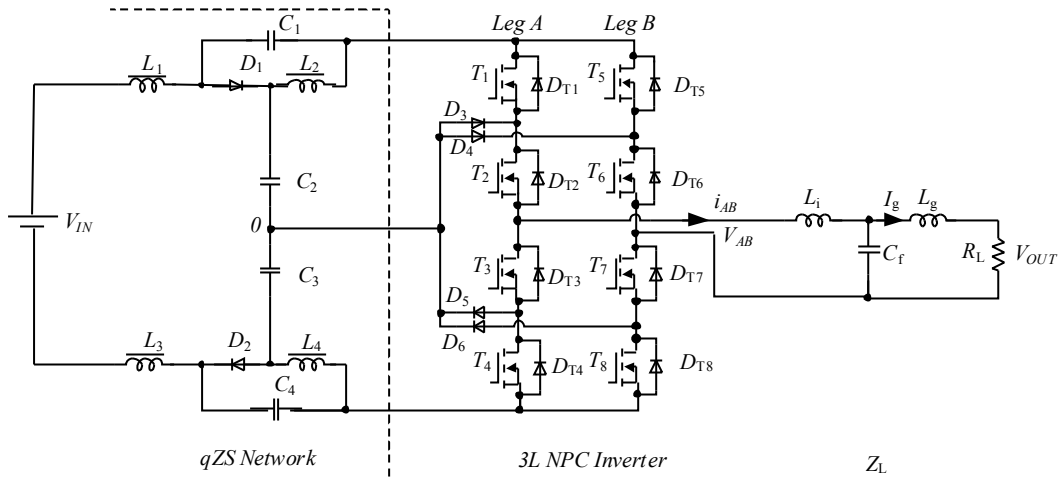 C1
Leg A
Leg B
L1
D1
L2
T1
DT1
T5
DT5
D3
D4
C2
T2
DT2
T6
DT6
VIN
0
iAB
VAB
Li
Ig
Lg
Cf
RL
VOUT
C3
T3
DT3
T7
DT7
D5
D6
L3
D2
L4
C4
T4
DT4
T8
DT8
qZS Network
3L NPC Inverter
ZL